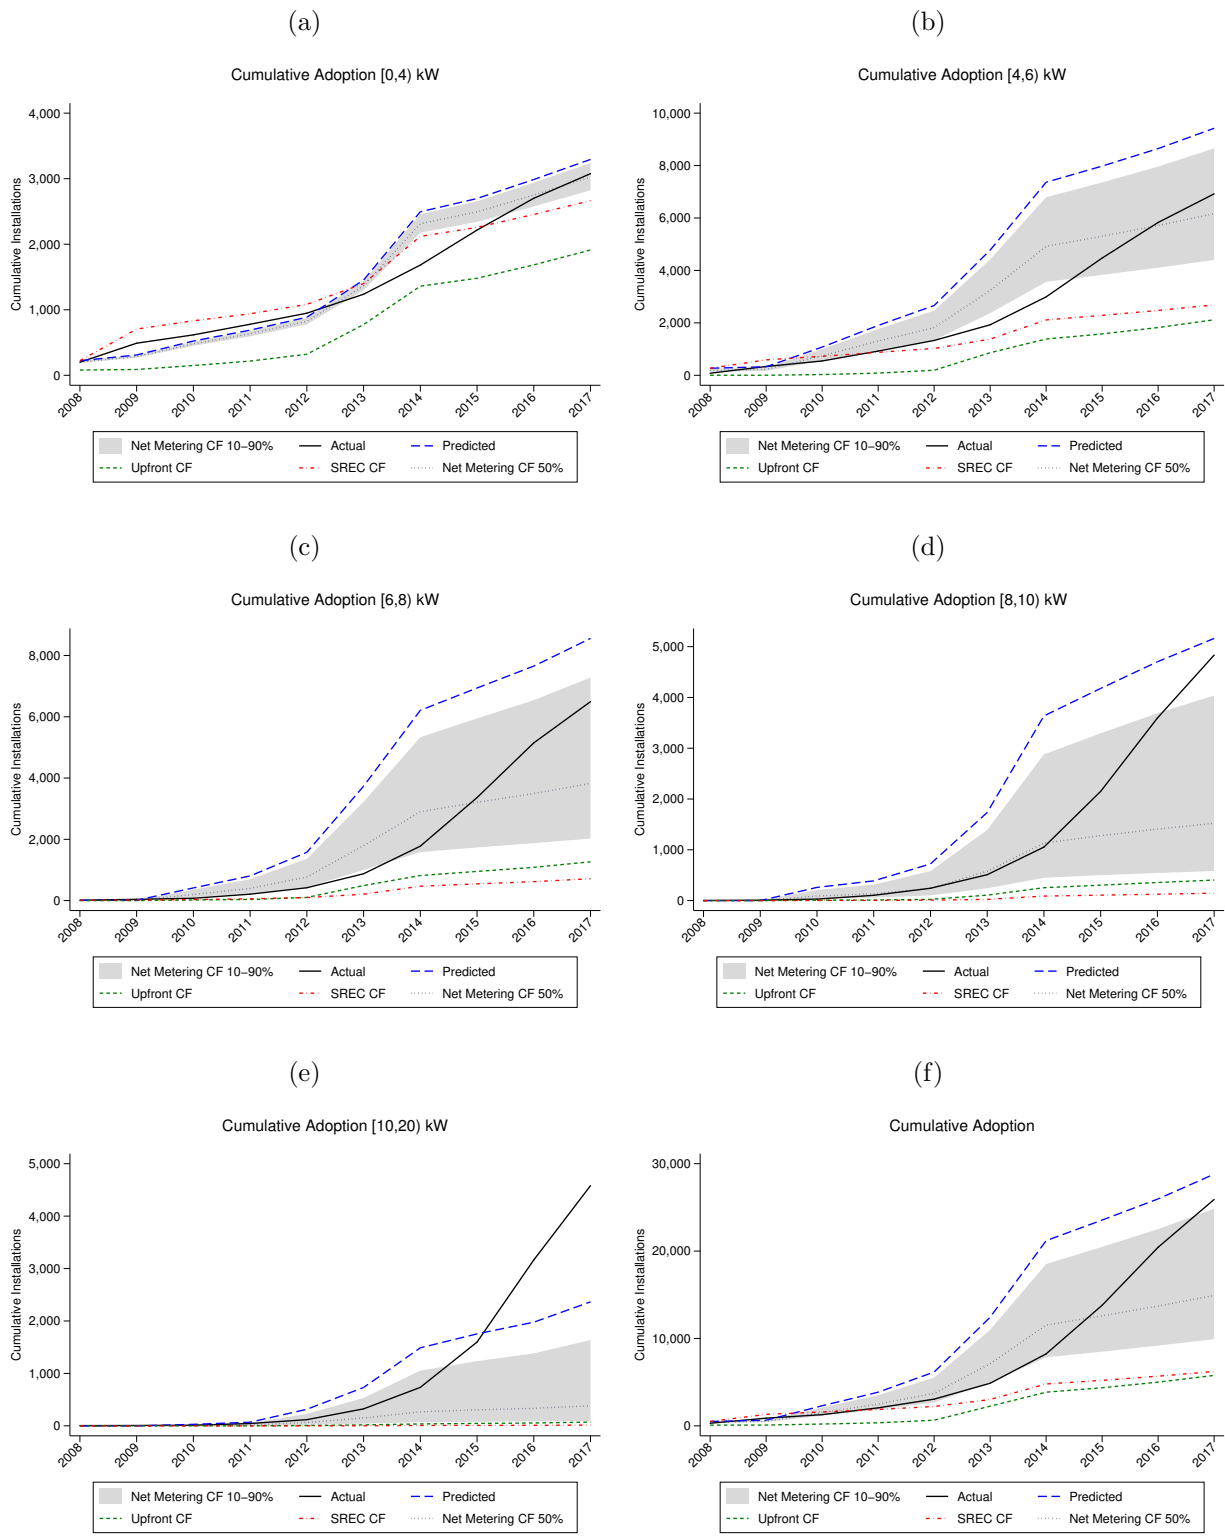 (a)
Cumulative Adoption [0,4) kW
Cumulative Installations
4,000
3,000
2,000
1,000
0
2008 2009 2010 2011 2012 2013 2014 2015 2016 2017
Net Metering CF 10−90% Actual Predicted
Upfront CF SREC CF Net Metering CF 50%
(b)
Cumulative Adoption [4,6) kW
Cumulative Installations
10,000
8,000
6,000
4,000
2,000
0
2008 2009 2010 2011 2012 2013 2014 2015 2016 2017
Net Metering CF 10−90% Actual Predicted
Upfront CF SREC CF Net Metering CF 50%
(c)
Cumulative Adoption [6,8) kW
Cumulative Installations
8,000
6,000
4,000
2,000
0
2008 2009 2010 2011 2012 2013 2014 2015 2016 2017
Net Metering CF 10−90% Actual Predicted
Upfront CF SREC CF Net Metering CF 50%
(d)
Cumulative Adoption [8,10) kW
Cumulative Installations
5,000
4,000
3,000
2,000
1,000
0
2008 2009 2010 2011 2012 2013 2014 2015 2016 2017
Net Metering CF 10−90% Actual Predicted
Upfront CF SREC CF Net Metering CF 50%
(e)
Cumulative Adoption [10,20) kW
Cumulative Installations
5,000
4,000
3,000
2,000
1,000
0
2008 2009 2010 2011 2012 2013 2014 2015 2016 2017
Net Metering CF 10−90% Actual Predicted
Upfront CF SREC CF Net Metering CF 50%
(f)
Cumulative Adoption
Cumulative Installations
30,000
20,000
10,000
0
2008 2009 2010 2011 2012 2013 2014 2015 2016 2017
Net Metering CF 10−90% Actual Predicted
Upfront CF SREC CF Net Metering CF 50%